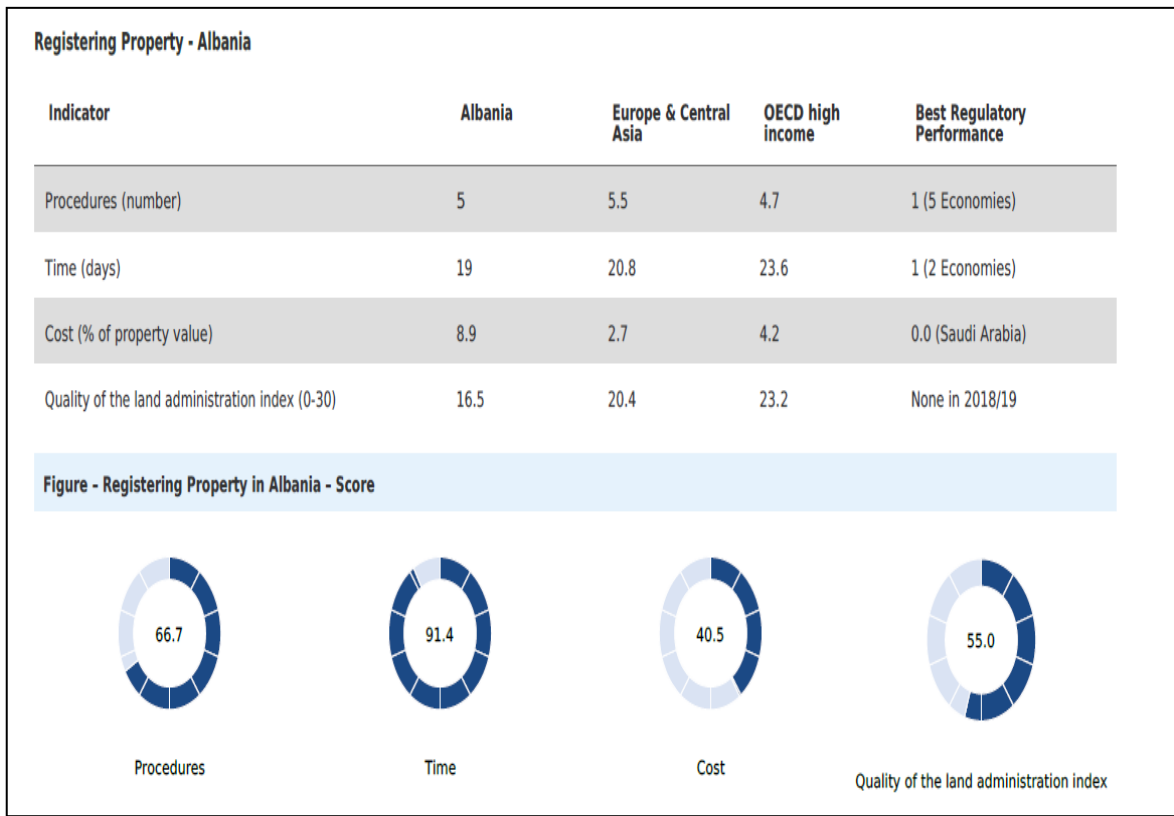 Registering Property - Albania
Indicator Albania Europe & Central Asia OECD high income Best Regulatory Performance
Procedures (number) 5 5.5 4.7 1 (5 Economies)
Time (days) 19 20.8 23.6 1 (2 Economies)
Cost (% of property value) 8.9 2.7 4.2 0.0 (Saudi Arabia)
Quality of the land administration index (0-30) 16.5 20.4 23.2 None in 2018/19
Figure – Registering Property in Albania – Score
66.7 91.4 40.5 55.0
Procedures Time Cost Quality of the land administration index